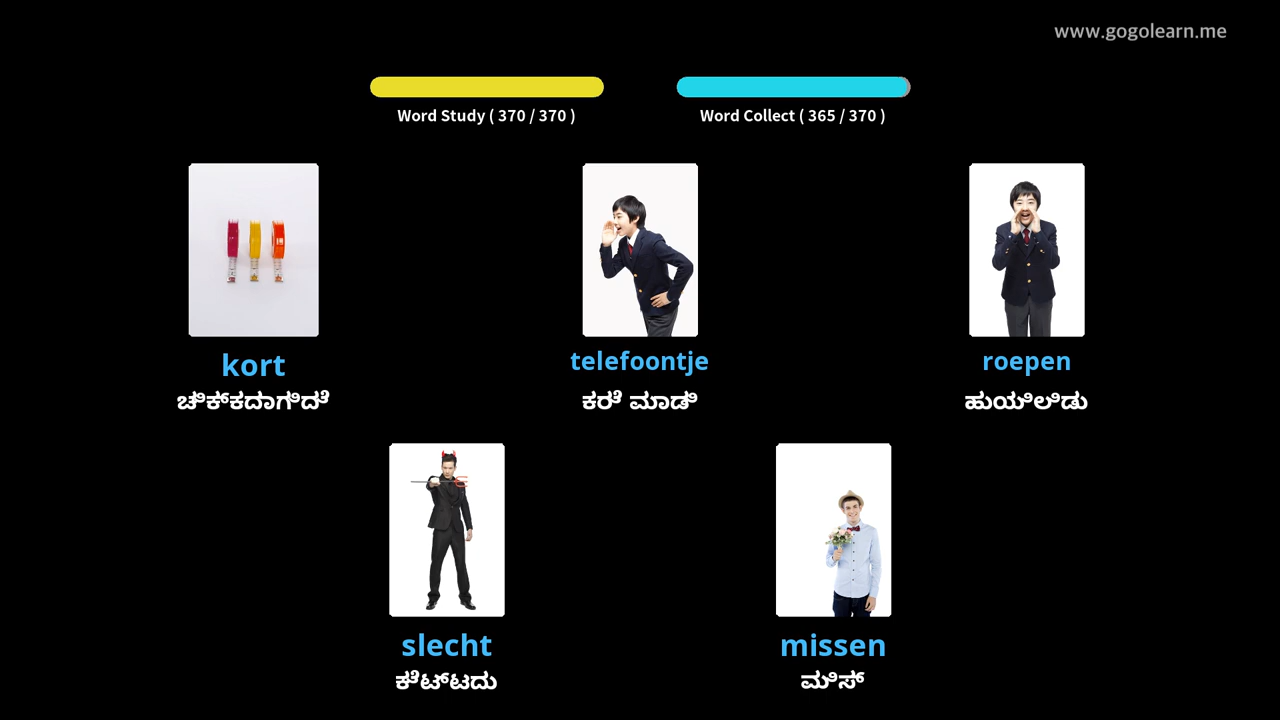 www.gogolearn.me
Word Study ( 370 / 370 )
Word Collect ( 365 / 370 )
kort
ಚಿಕ್ಕದಾಗಿದೆ
telefoontje
ಕರೆ ಮಾಡಿ
roepen
ಹುಯಿಲಿಡು
slecht
ಕೆಟ್ಟದು
missen
ಮಿಸ್